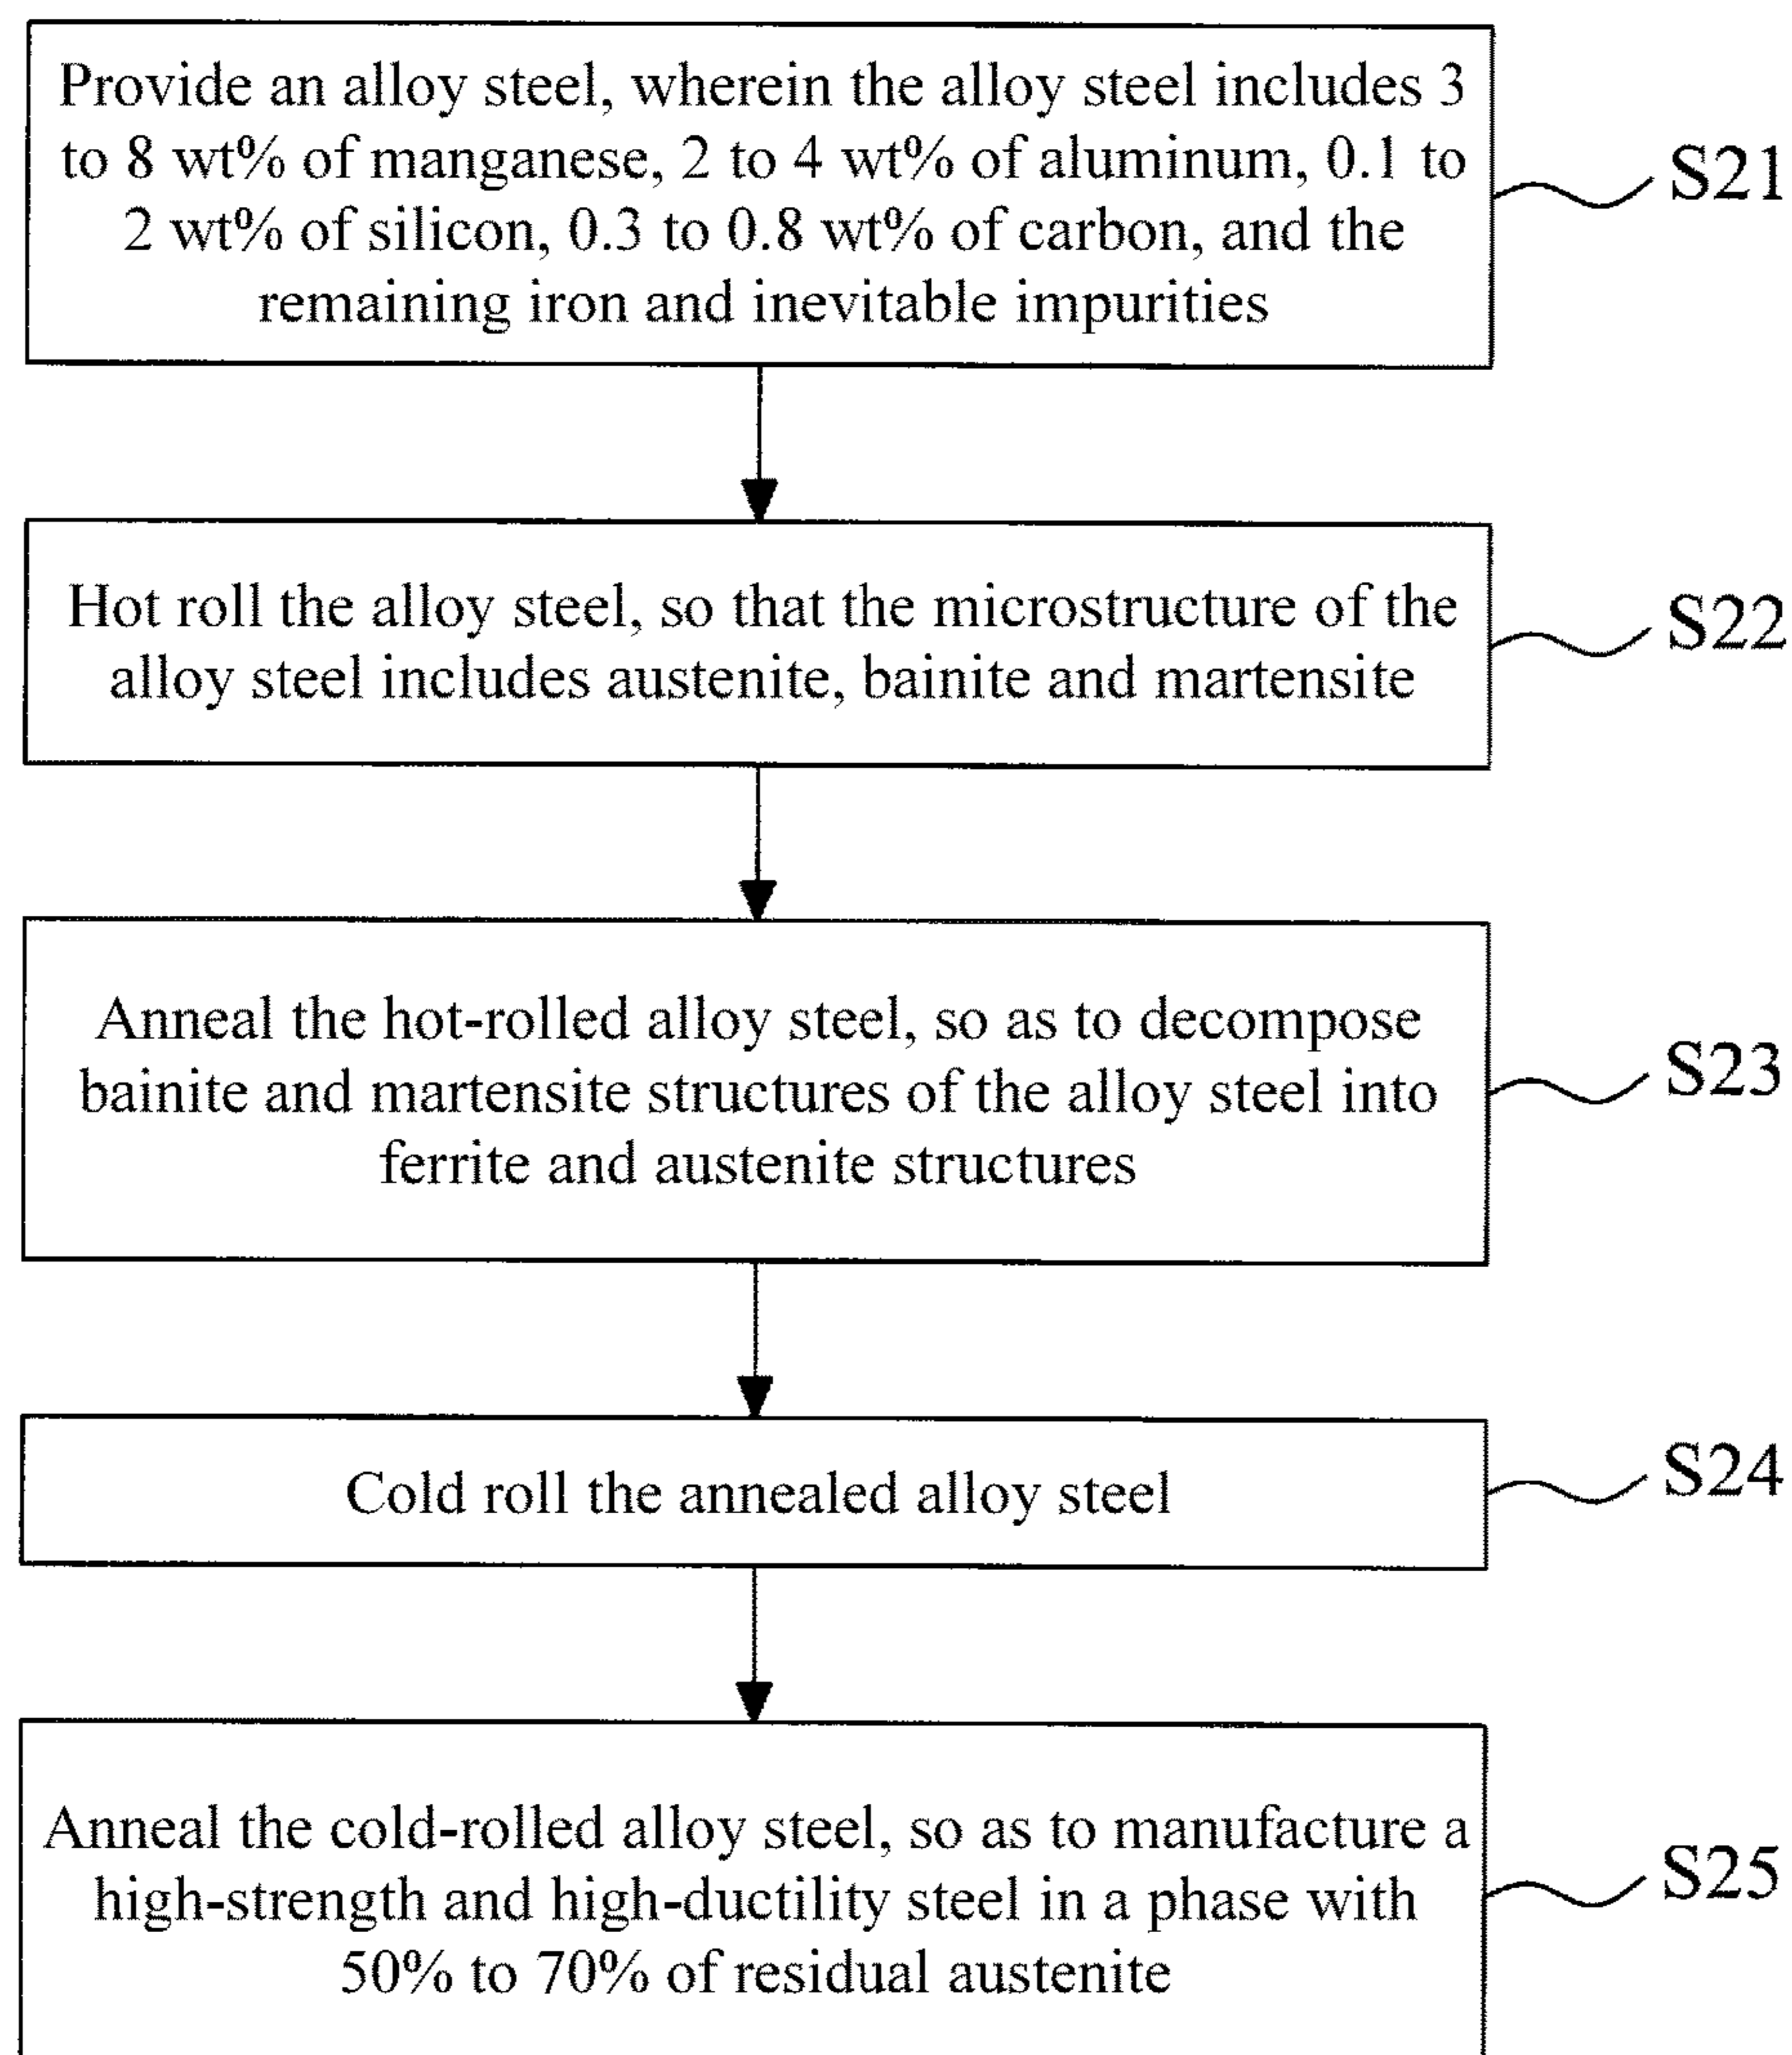 Provide an alloy steel, wherein the alloy steel includes 3
to 8 wt% of manganese, 2 to 4 wt% of aluminum, 0.1 to
2 wt% of silicon, 0.3 to 0.8 wt% of carbon, and the
remaining iron and inevitable impurities
S21
Hot roll the alloy steel, so that the microstructure of the
alloy steel includes austenite, bainite and martensite
S22
Anneal the hot-rolled alloy steel, so as to decompose
bainite and martensite structures of the alloy steel into
ferrite and austenite structures
S23
Cold roll the annealed alloy steel
S24
Anneal the cold-rolled alloy steel, so as to manufacture a
high-strength and high-ductility steel in a phase with
50% to 70% of residual austenite
S25